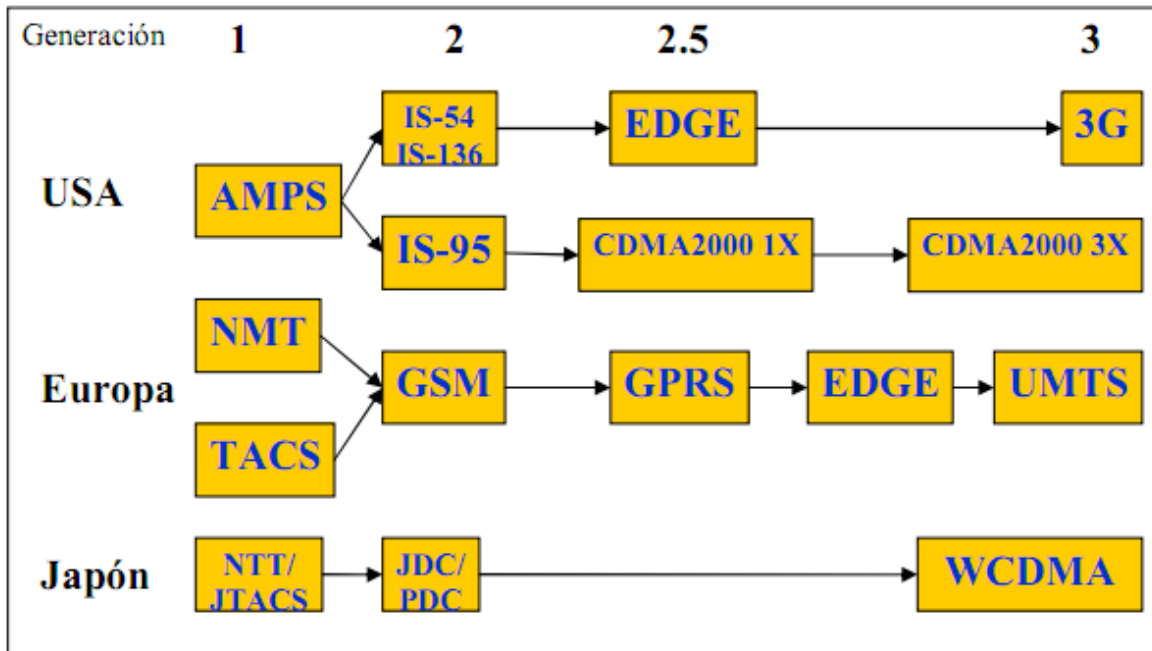 Generación 1 2 2.5 3
IS-54
IS-136
EDGE
3G
USA
AMPS
IS-95
CDMA2000 1X
CDMA2000 3X
NMT
Europa
GSM
GPRS
EDGE
UMTS
TACS
Japón
NTT/
JTACS
JDC/
PDC
WCDMA